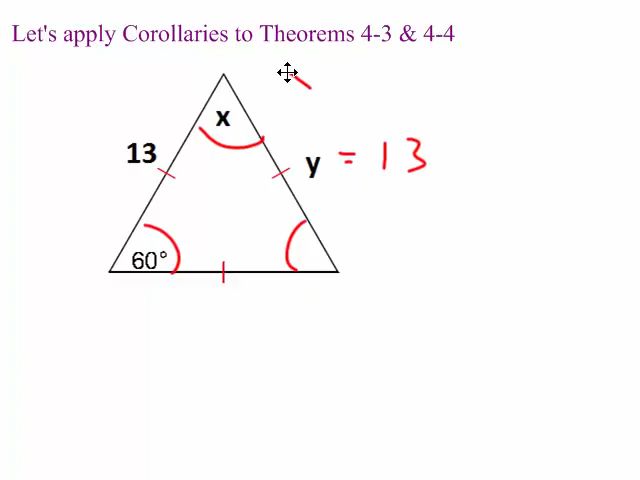 Let's apply Corollaries to Theorems 4-3 & 4-4
x
13
y = 13
60°